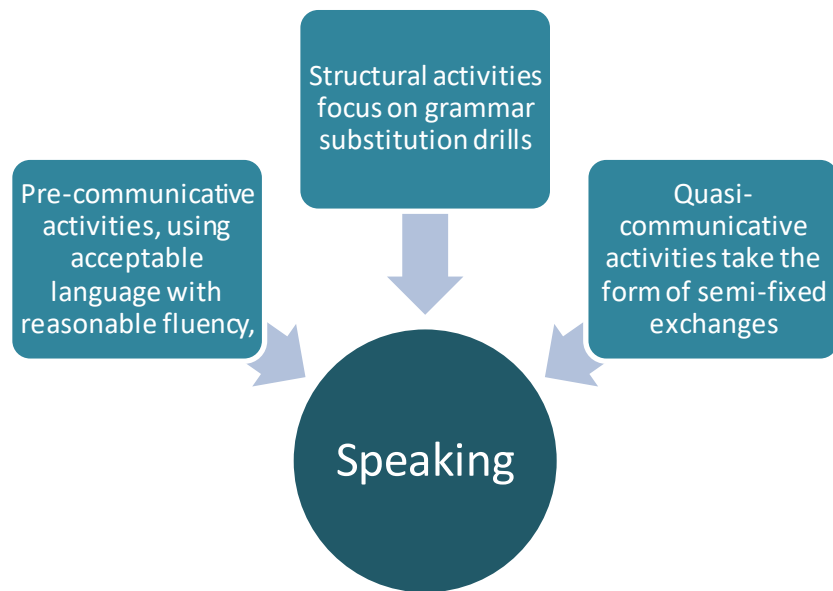 Structural activities
focus on grammar
substitution drills
Pre-communicative
activities, using
acceptable
language with
reasonable fluency,
Quasi-
communicative
activities take the
form of semi-fixed
exchanges
Speaking